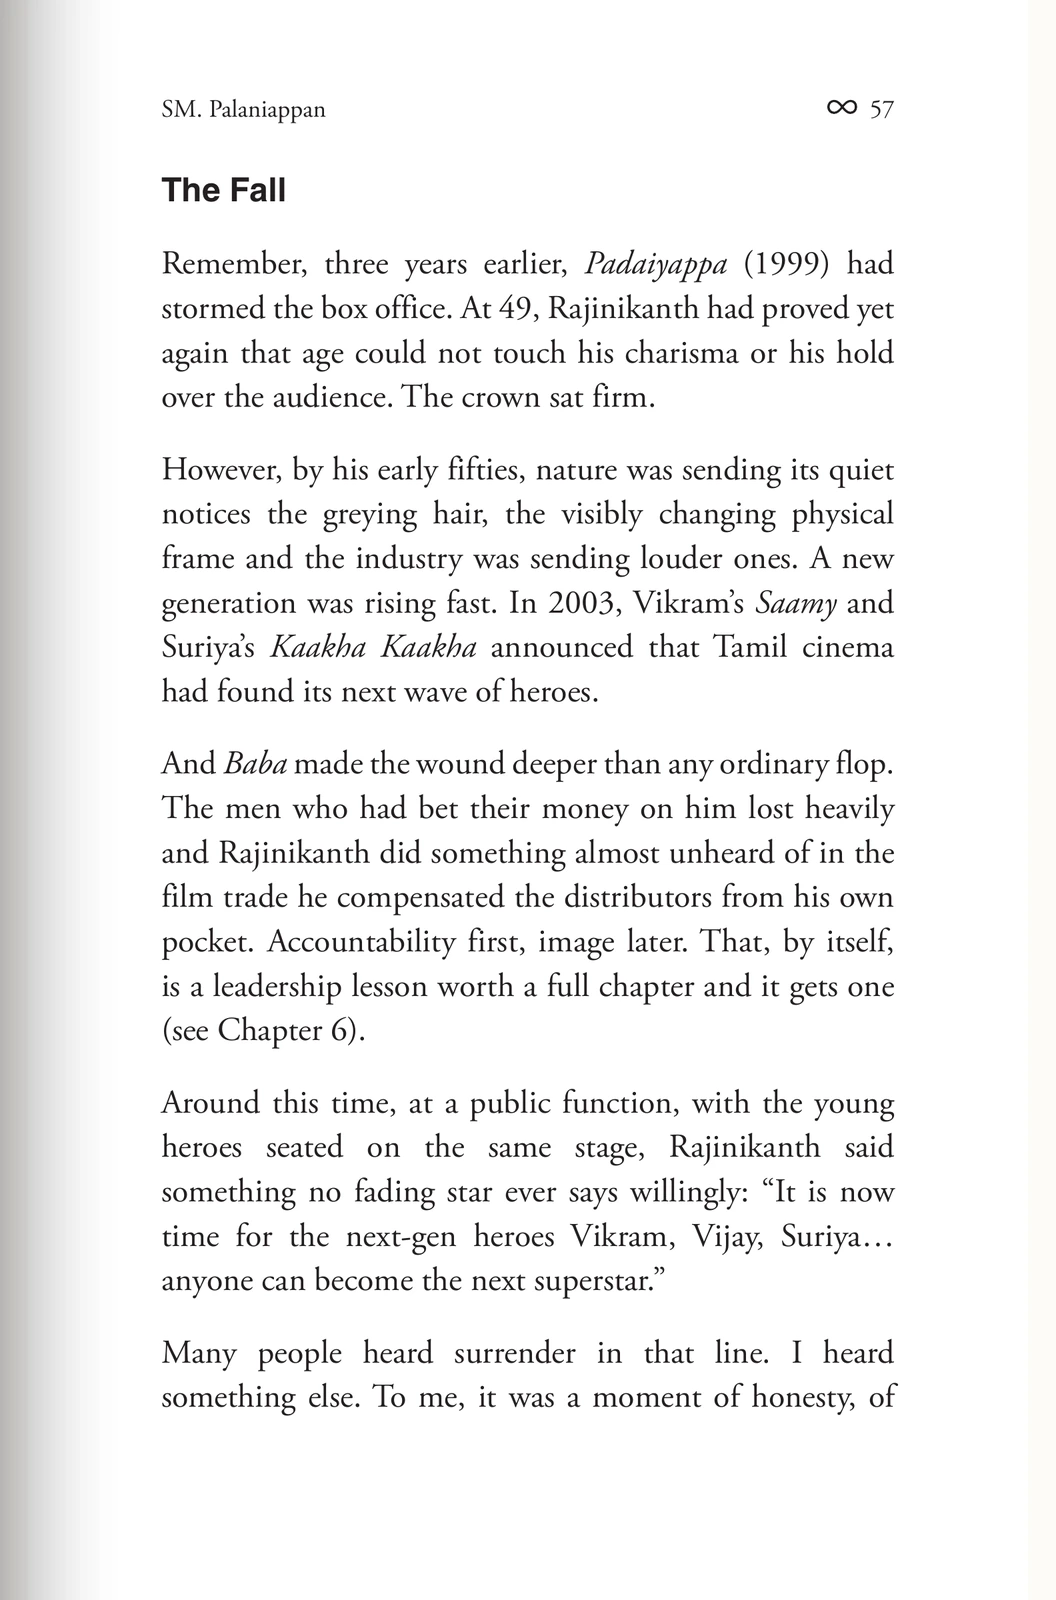 SM. Palaniappan ∞ 57
The Fall
Remember, three years earlier, Padaiyappa (1999) had
stormed the box office. At 49, Rajinikanth had proved yet
again that age could not touch his charisma or his hold
over the audience. The crown sat firm.
However, by his early fifties, nature was sending its quiet
notices the greying hair, the visibly changing physical
frame and the industry was sending louder ones. A new
generation was rising fast. In 2003, Vikram’s Saamy and
Suriya’s Kaakha Kaakha announced that Tamil cinema
had found its next wave of heroes.
And Baba made the wound deeper than any ordinary flop.
The men who had bet their money on him lost heavily
and Rajinikanth did something almost unheard of in the
film trade he compensated the distributors from his own
pocket. Accountability first, image later. That, by itself,
is a leadership lesson worth a full chapter and it gets one
(see Chapter 6).
Around this time, at a public function, with the young
heroes seated on the same stage, Rajinikanth said
something no fading star ever says willingly: “It is now
time for the next-gen heroes Vikram, Vijay, Suriya…
anyone can become the next superstar.”
Many people heard surrender in that line. I heard
something else. To me, it was a moment of honesty, of